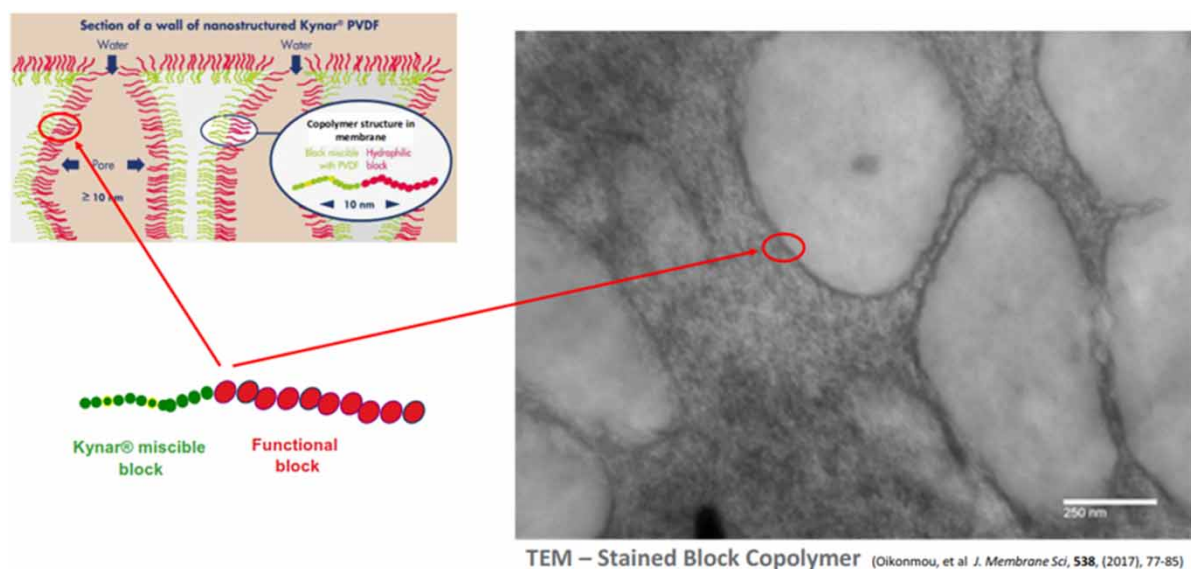 Section of a wall of nanostructured Kynar® PVDF
Water Water
Copolymer structure in
membrane
Block miscible Hydrophilic
with PVDF block
10 nm
Pore
≥ 10 nm
Kynar® miscible
block
Functional
block
250 nm
TEM – Stained Block Copolymer (Oikonmou, et al J. Membrane Sci, 538, (2017), 77-85)